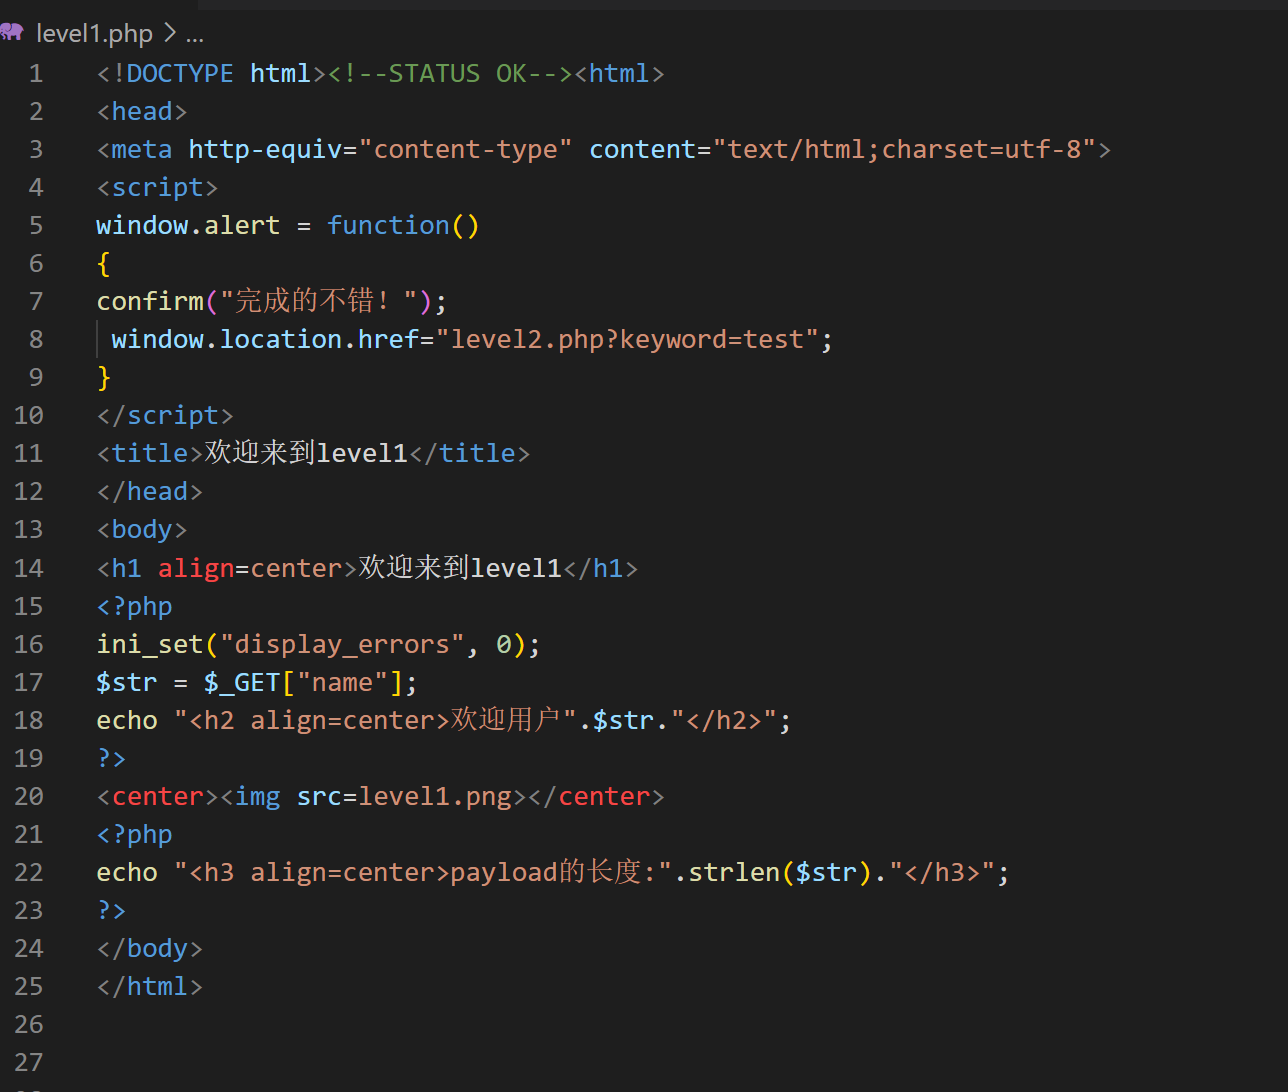 level1.php > ...
1 <!DOCTYPE html><!--STATUS OK--><html>
2 <head>
3 <meta http-equiv="content-type" content="text/html;charset=utf-8">
4 <script>
5 window.alert = function()
6 {
7 confirm("完成的不错！");
8  window.location.href="level2.php?keyword=test";
9 }
10 </script>
11 <title>欢迎来到level1</title>
12 </head>
13 <body>
14 <h1 align=center>欢迎来到level1</h1>
15 <?php
16 ini_set("display_errors", 0);
17 $str = $_GET["name"];
18 echo "<h2 align=center>欢迎用户".$str."</h2>";
19 ?>
20 <center><img src=level1.png></center>
21 <?php
22 echo "<h3 align=center>payload的长度:".strlen($str)."</h3>";
23 ?>
24 </body>
25 </html>
26
27